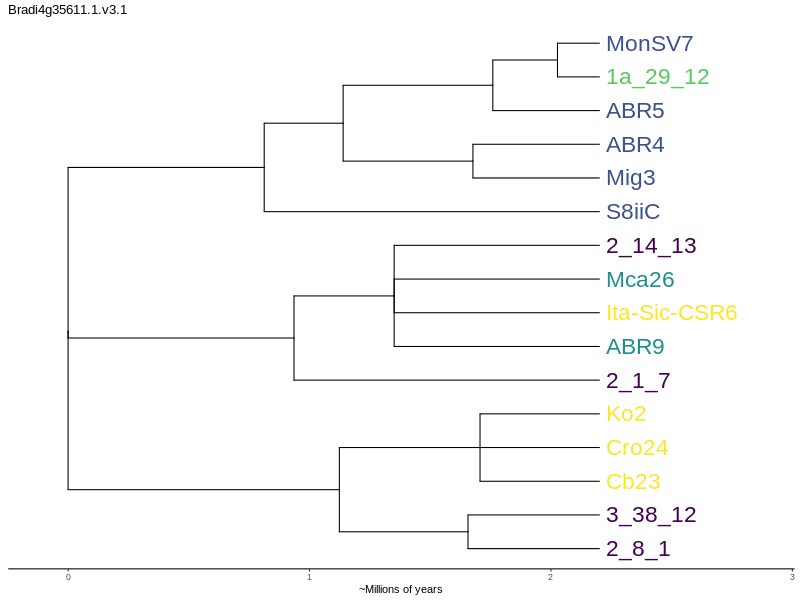 Bradi4g35611.1.v3.1
MonSV7
1a_29_12
ABR5
ABR4
Mig3
S8iiC
2_14_13
Mca26
Ita-Sic-CSR6
ABR9
2_1_7
Ko2
Cro24
Cb23
3_38_12
2_8_1
0 1 2 3
~Millions of years